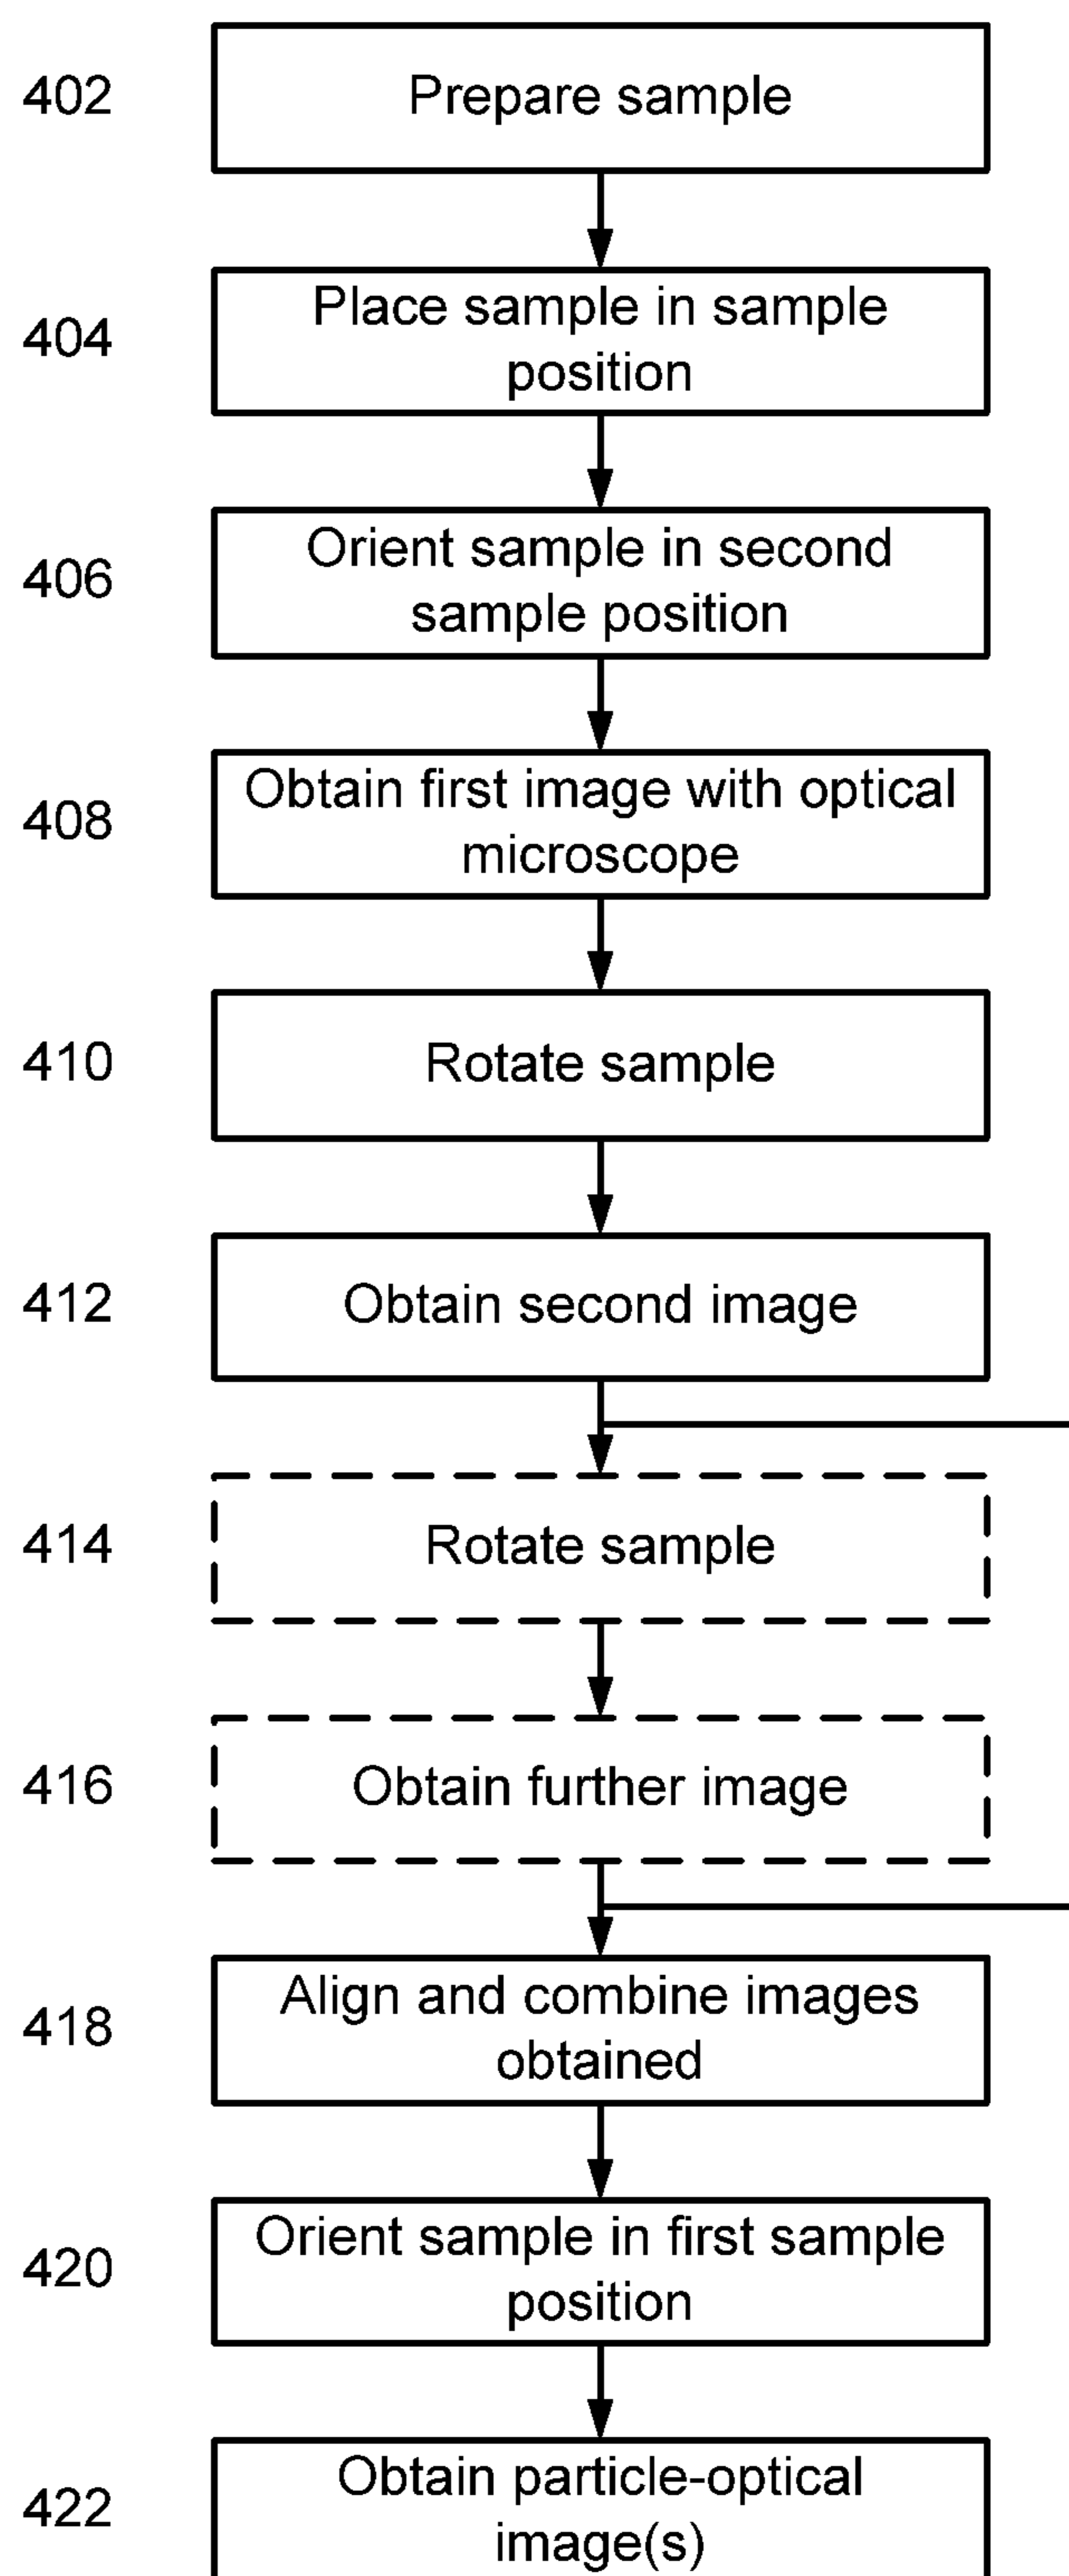 402
Prepare sample
404
Place sample in sample
position
406
Orient sample in second
sample position
408
Obtain first image with optical
microscope
410
Rotate sample
412
Obtain second image
414
Rotate sample
416
Obtain further image
418
Align and combine images
obtained
420
Orient sample in first sample
position
422
Obtain particle-optical
image(s)